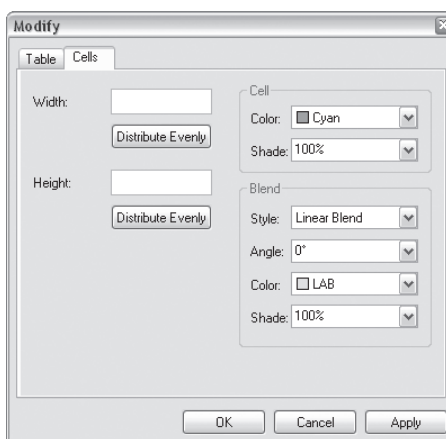 Modify
Table Cells
Width:
Distribute Evenly
Height:
Distribute Evenly
Cell
Color: Cyan
Shade: 100%
Blend
Style: Linear Blend
Angle: 0°
Color: LAB
Shade: 100%
OK Cancel Apply